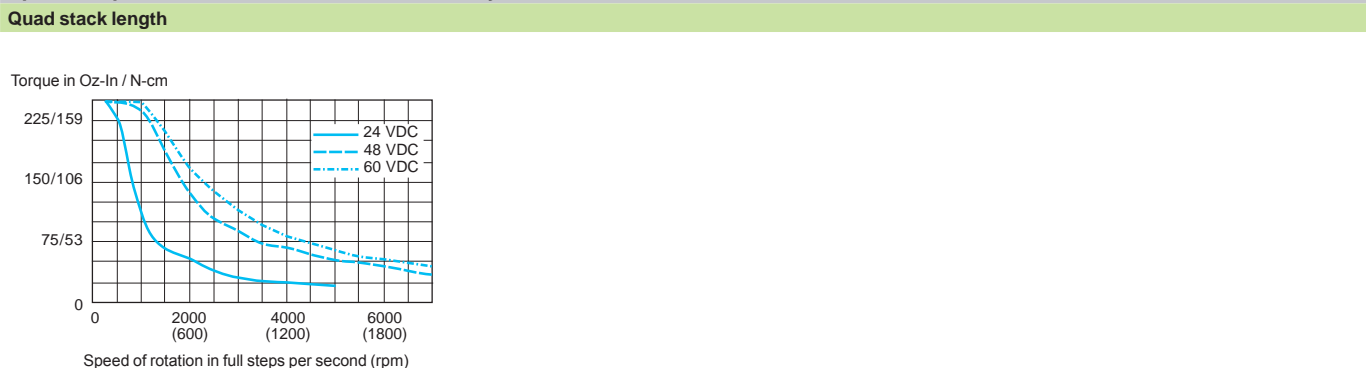 Quad stack length
Torque in Oz-In / N-cm
225/159
150/106
75/53
0
24 VDC
48 VDC
60 VDC
0 2000 4000 6000
(600) (1200) (1800)
Speed of rotation in full steps per second (rpm)